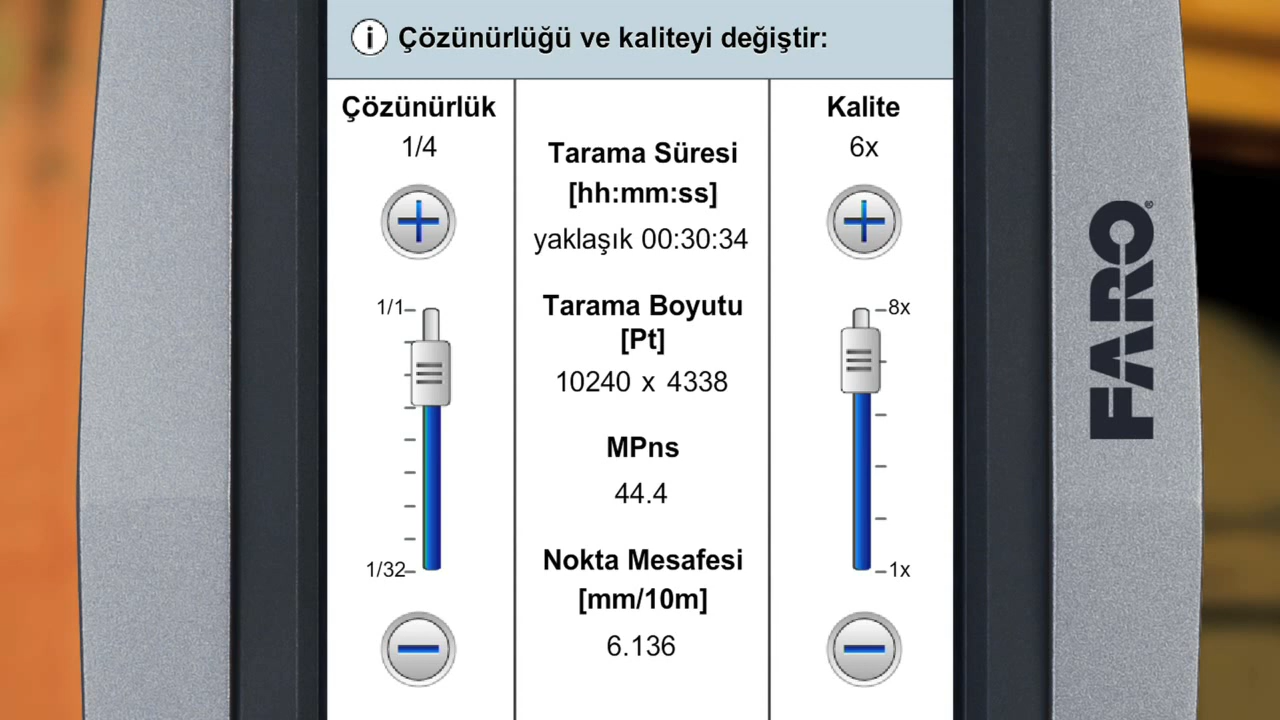 Çözünürlüğü ve kaliteyi değiştir:
Çözünürlük
1/4
1/1
1/32
Tarama Süresi
[hh:mm:ss]
yaklaşık 00:30:34
Tarama Boyutu
[Pt]
10240 x 4338
MPns
44.4
Nokta Mesafesi
[mm/10m]
6.136
Kalite
6x
8x
1x
FARO®